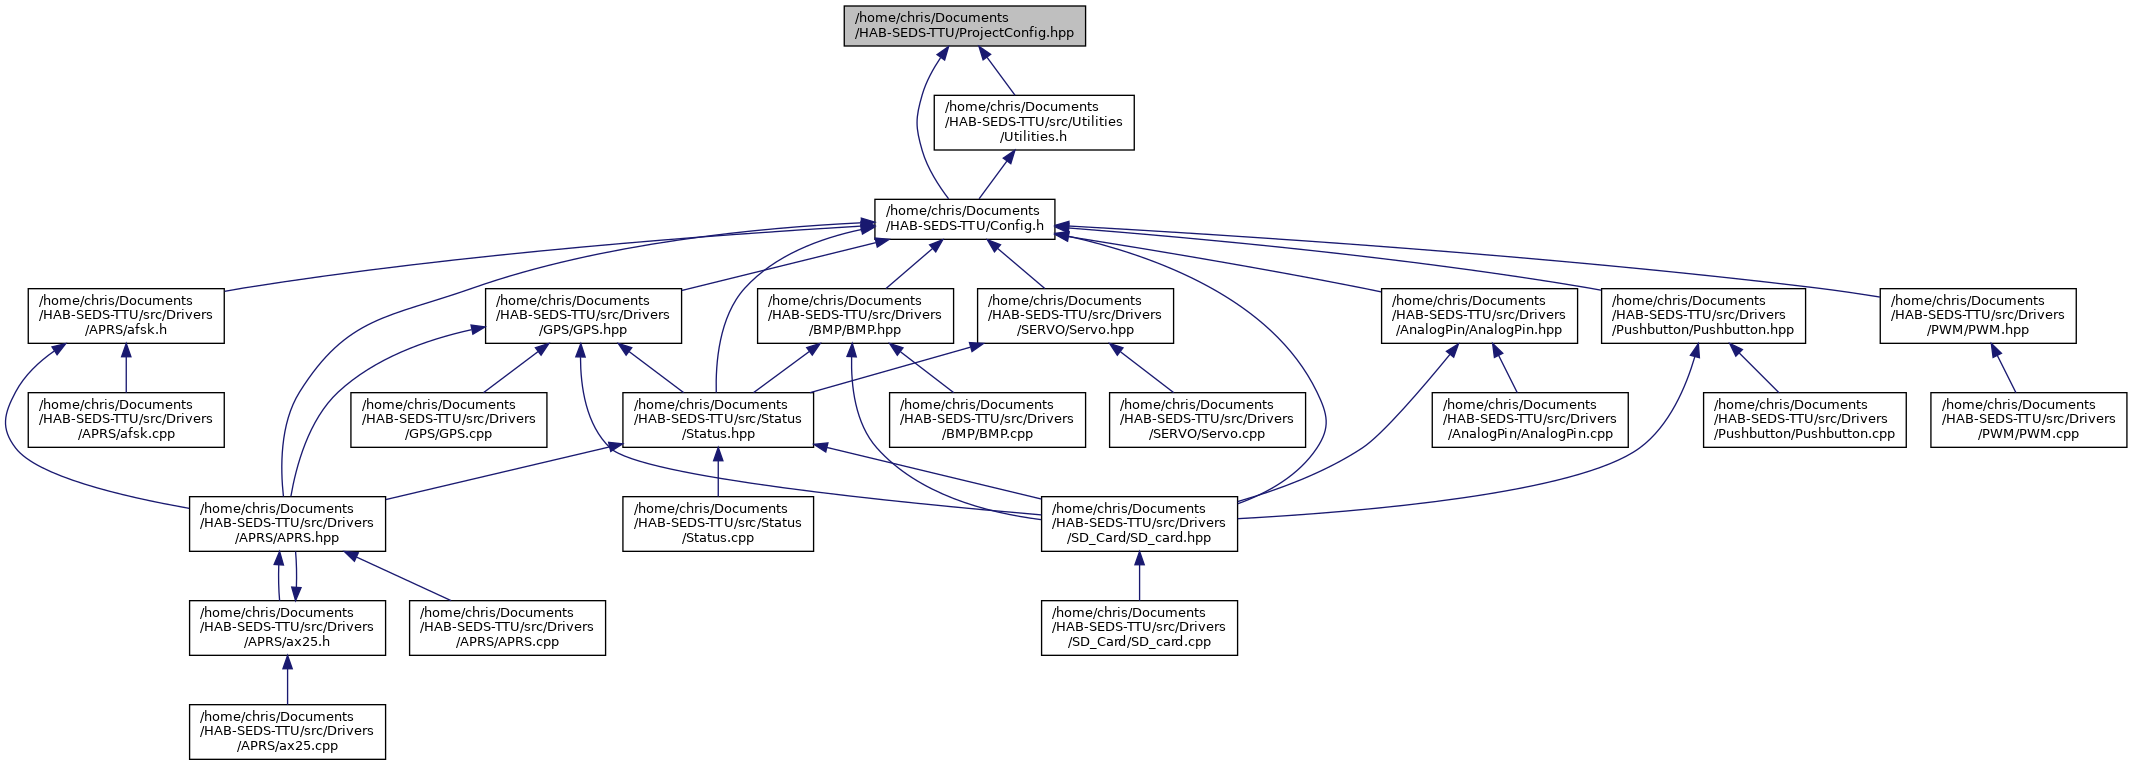 /home/chris/Documents
/HAB-SEDS-TTU/ProjectConfig.hpp
/home/chris/Documents
/HAB-SEDS-TTU/src/Utilities
/Utilities.h
/home/chris/Documents
/HAB-SEDS-TTU/Config.h
/home/chris/Documents
/HAB-SEDS-TTU/src/Drivers
/APRS/afsk.h
/home/chris/Documents
/HAB-SEDS-TTU/src/Drivers
/GPS/GPS.hpp
/home/chris/Documents
/HAB-SEDS-TTU/src/Drivers
/BMP/BMP.hpp
/home/chris/Documents
/HAB-SEDS-TTU/src/Drivers
/SERVO/Servo.hpp
/home/chris/Documents
/HAB-SEDS-TTU/src/Drivers
/AnalogPin/AnalogPin.hpp
/home/chris/Documents
/HAB-SEDS-TTU/src/Drivers
/Pushbutton/Pushbutton.hpp
/home/chris/Documents
/HAB-SEDS-TTU/src/Drivers
/PWM/PWM.hpp
/home/chris/Documents
/HAB-SEDS-TTU/src/Drivers
/APRS/afsk.cpp
/home/chris/Documents
/HAB-SEDS-TTU/src/Drivers
/GPS/GPS.cpp
/home/chris/Documents
/HAB-SEDS-TTU/src/Status
/Status.hpp
/home/chris/Documents
/HAB-SEDS-TTU/src/Drivers
/BMP/BMP.cpp
/home/chris/Documents
/HAB-SEDS-TTU/src/Drivers
/SERVO/Servo.cpp
/home/chris/Documents
/HAB-SEDS-TTU/src/Drivers
/AnalogPin/AnalogPin.cpp
/home/chris/Documents
/HAB-SEDS-TTU/src/Drivers
/Pushbutton/Pushbutton.cpp
/home/chris/Documents
/HAB-SEDS-TTU/src/Drivers
/PWM/PWM.cpp
/home/chris/Documents
/HAB-SEDS-TTU/src/Drivers
/APRS/APRS.hpp
/home/chris/Documents
/HAB-SEDS-TTU/src/Status
/Status.cpp
/home/chris/Documents
/HAB-SEDS-TTU/src/Drivers
/SD_Card/SD_card.hpp
/home/chris/Documents
/HAB-SEDS-TTU/src/Drivers
/APRS/ax25.h
/home/chris/Documents
/HAB-SEDS-TTU/src/Drivers
/APRS/APRS.cpp
/home/chris/Documents
/HAB-SEDS-TTU/src/Drivers
/SD_Card/SD_card.cpp
/home/chris/Documents
/HAB-SEDS-TTU/src/Drivers
/APRS/ax25.cpp